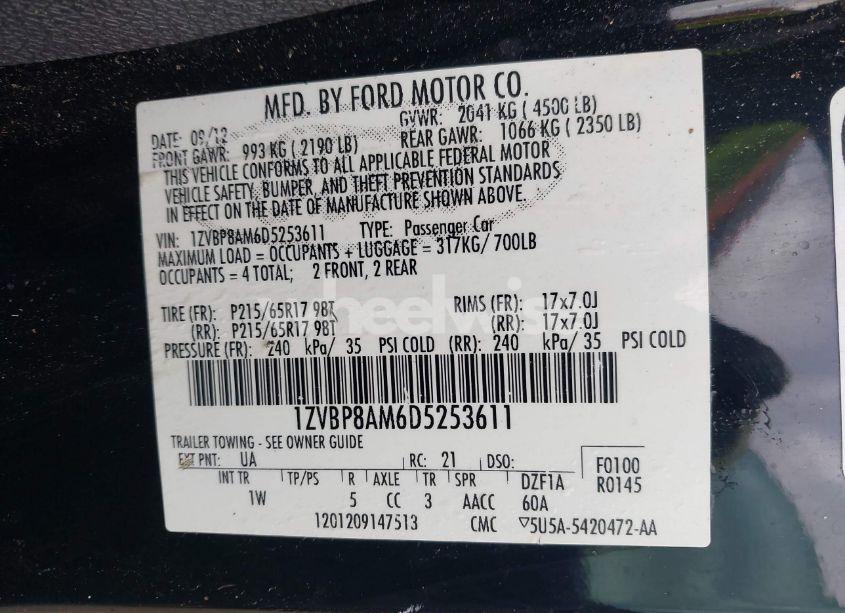 MFD. BY FORD MOTOR CO.
DATE: 09/12 GVWR: 2041 KG ( 4500 LB)
FRONT GAWR: 993 KG ( 2190 LB) REAR GAWR: 1066 KG ( 2350 LB)
THIS VEHICLE CONFORMS TO ALL APPLICABLE FEDERAL MOTOR
VEHICLE SAFETY, BUMPER, AND THEFT PREVENTION STANDARDS
IN EFFECT ON THE DATE OF MANUFACTURE SHOWN ABOVE.
VIN: 1ZVBP8AM6D5253611 TYPE: Passenger Car
MAXIMUM LOAD = OCCUPANTS + LUGGAGE = 317KG/ 700LB
OCCUPANTS = 4 TOTAL; 2 FRONT, 2 REAR
heelwis
TIRE (FR): P215/65R17 98T RIMS (FR): 17x7.0J
(RR): P215/65R17 98T (RR): 17x7.0J
PRESSURE (FR): 240 kPa/ 35 PSI COLD (RR): 240 kPa/ 35 PSI COLD
1ZVBP8AM6D5253611
TRAILER TOWING - SEE OWNER GUIDE
EXT PNT: UA RC: 21 DSO: F0100
INT TR TP/PS R AXLE TR SPR DZF1A R0145
1W 5 CC 3 AACC 60A
1201209147513 CMC ▽5U5A-5420472-AA